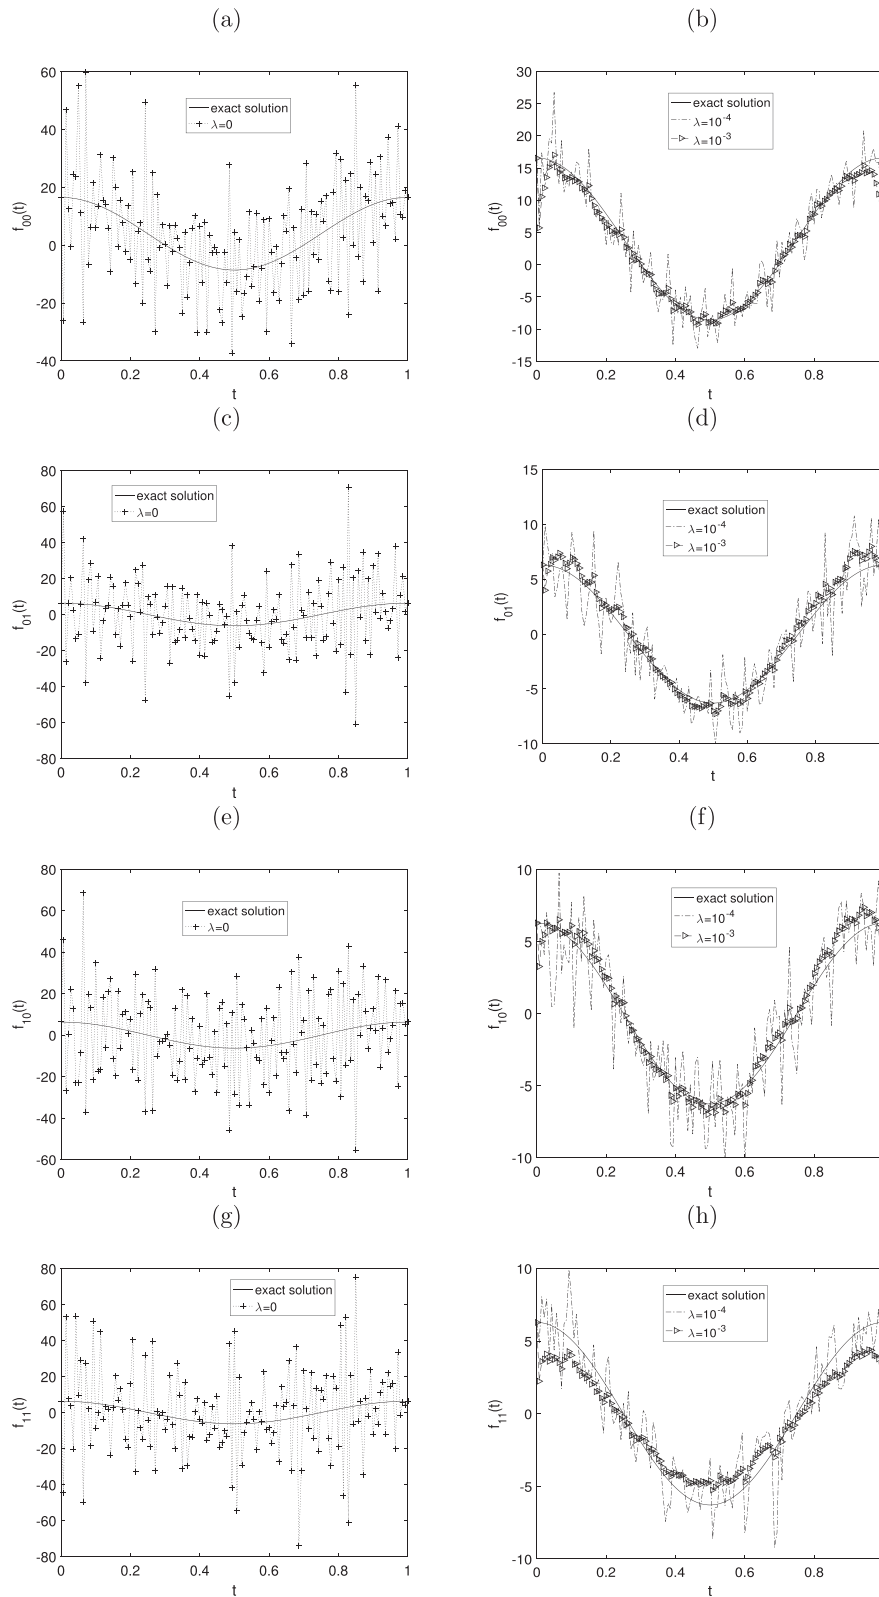 (a)
60
40
20
0
-20
-40
f00(t)
exact solution
λ=0
0 0.2 0.4 0.6 0.8 1
t
(b)
30
25
20
15
10
5
0
-5
-10
-15
f00(t)
exact solution
λ=10-4
λ=10-3
0 0.2 0.4 0.6 0.8
t
(c)
80
60
40
20
0
-20
-40
-60
-80
f01(t)
exact solution
λ=0
0 0.2 0.4 0.6 0.8 1
t
(d)
15
10
5
0
-5
-10
f01(t)
exact solution
λ=10-4
λ=10-3
0 0.2 0.4 0.6 0.8
t
(e)
80
60
40
20
0
-20
-40
-60
f10(t)
exact solution
λ=0
0 0.2 0.4 0.6 0.8 1
t
(f)
10
5
0
-5
-10
f10(t)
exact solution
λ=10-4
λ=10-3
0 0.2 0.4 0.6 0.8
t
(g)
80
60
40
20
0
-20
-40
-60
-80
f11(t)
exact solution
λ=0
0 0.2 0.4 0.6 0.8 1
t
(h)
10
5
0
-5
-10
f11(t)
exact solution
λ=10-4
λ=10-3
0 0.2 0.4 0.6 0.8
t